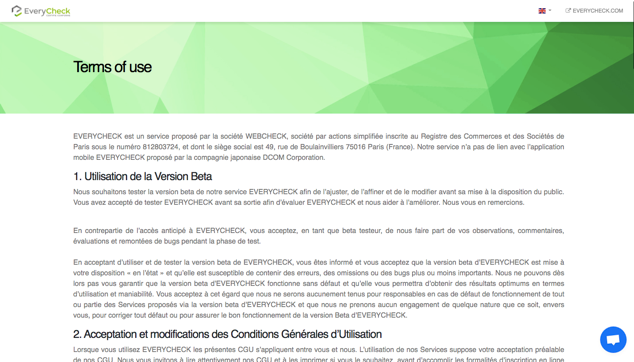 EveryCheck
EVERYCHECK.COM
Terms of use
EVERYCHECK est un service proposé par la société WEBCHECK, société par actions simplifiée inscrite au Registre des Commerces et des Sociétés de
Paris sous le numéro 812803724, et dont le siège social est 49, rue de Boulainvilliers 75016 Paris (France). Notre service n'a pas de lien avec l'application
mobile EVERYCHECK proposé par la compagnie japonaise DCOM Corporation.
1. Utilisation de la Version Beta
Nous souhaitons tester la version beta de notre service EVERYCHECK afin de l'ajuster, de l'affiner et de le modifier avant sa mise à la disposition du public.
Vous avez accepté de tester EVERYCHECK avant sa sortie afin d'évaluer EVERYCHECK et nous aider à l'améliorer. Nous vous en remercions.
En contrepartie de l'accès anticipé à EVERYCHECK, vous acceptez, en tant que beta testeur, de nous faire part de vos observations, commentaires,
évaluations et remontées de bugs pendant la phase de test.
En acceptant d'utiliser et de tester la version beta de EVERYCHECK, vous êtes informé et vous acceptez que la version beta d'EVERYCHECK est mise à
votre disposition « en l'état » et qu'elle est susceptible de contenir des erreurs, des omissions ou des bugs plus ou moins importants. Nous ne pouvons dès
lors pas vous garantir que la version beta d'EVERYCHECK fonctionne sans défaut et qu'elle vous permettra d'obtenir des résultats optimums en termes
d'utilisation et maniabilité. Vous acceptez à cet égard que nous ne serons aucunement tenus pour responsables en cas de défaut de fonctionnement de tout
ou partie des Services proposés via la version beta d'EVERYCHECK et que nous ne prenons aucun engagement de quelque nature que ce soit, envers
vous, pour corriger tout défaut ou pour assurer le bon fonctionnement de la version Beta d'EVERYCHECK.
2. Acceptation et modifications des Conditions Générales d'Utilisation
Lorsque vous utilisez EVERYCHECK les présentes CGU s'appliquent entre vous et nous. L'utilisation de nos Services suppose votre acceptation préalable
de nos CGU. Nous vous invitons à lire attentivement nos CGU et à les imprimer si vous le souhaitez, avant d'accomplir les formalités d'inscription en ligne